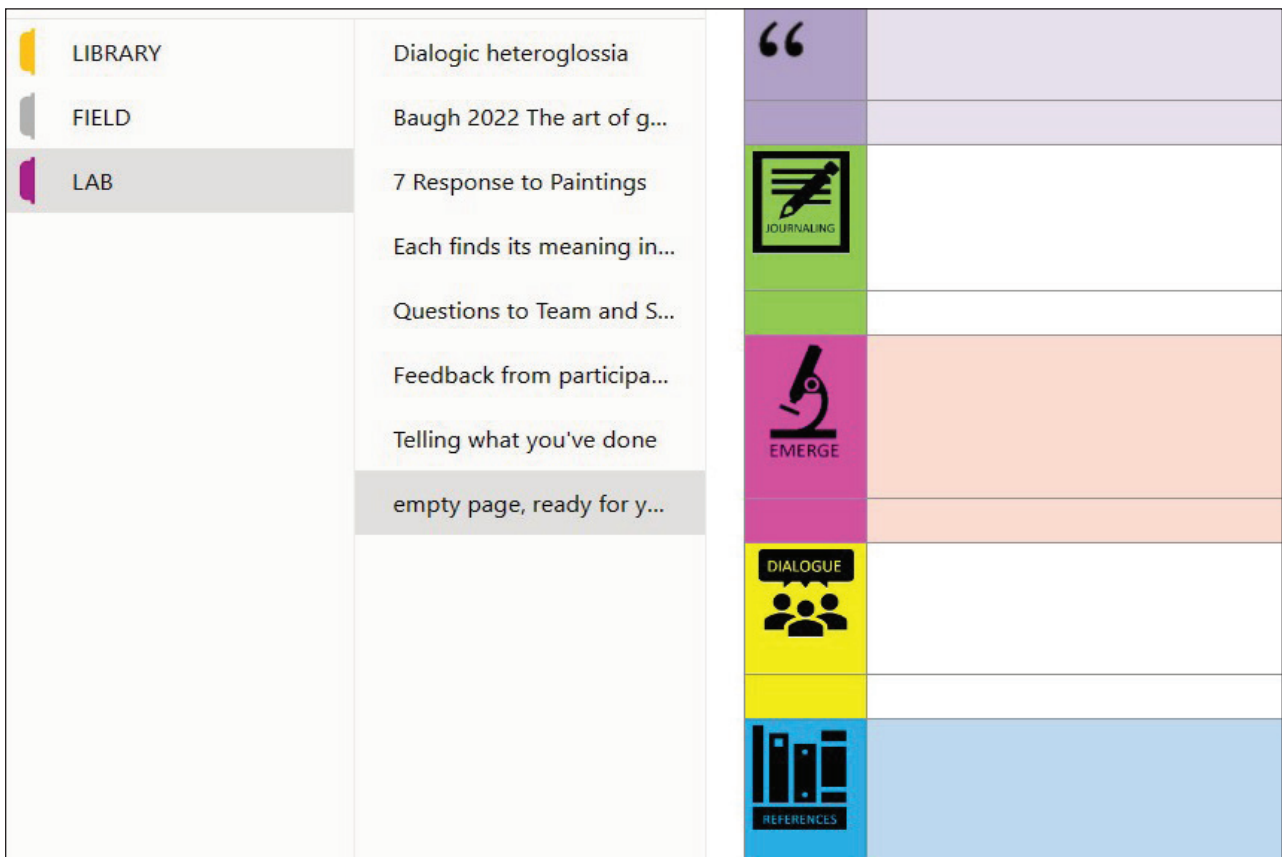 LIBRARY
FIELD
LAB
Dialogic heteroglossia
Baugh 2022 The art of g...
7 Response to Paintings
Each finds its meaning in...
Questions to Team and S...
Feedback from participa...
Telling what you've done
empty page, ready for y...
“
JOURNALING
EMERGE
DIALOGUE
REFERENCES